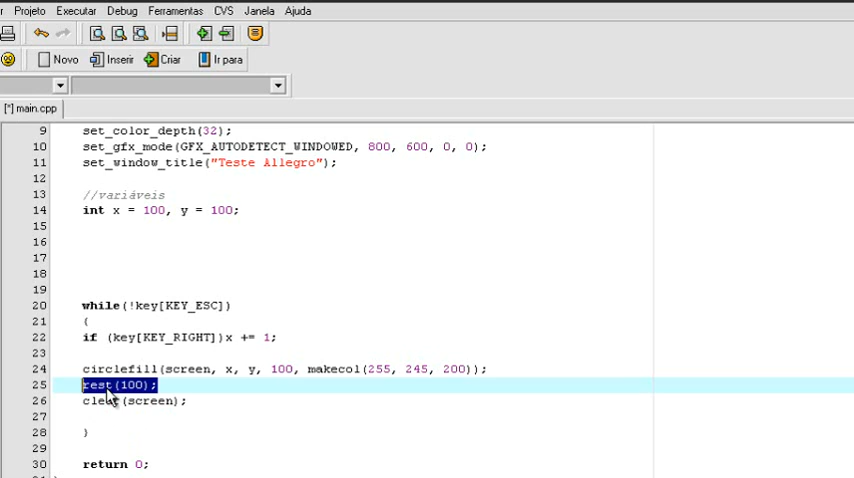 r Projeto Executar Debug Ferramentas CVS Janela Ajuda
Novo Inserir Criar Ir para
[*] main.cpp
9 set_color_depth(32);
10 set_gfx_mode(GFX_AUTODETECT_WINDOWED, 800, 600, 0, 0);
11 set_window_title("Teste Allegro");
12
13 //variáveis
14 int x = 100, y = 100;
15
16
17
18
19
20 while(!key[KEY_ESC])
21 {
22 if (key[KEY_RIGHT])x += 1;
23
24 circlefill(screen, x, y, 100, makecol(255, 245, 200));
25 rest(100);
26 clear(screen);
27
28 }
29
30 return 0;